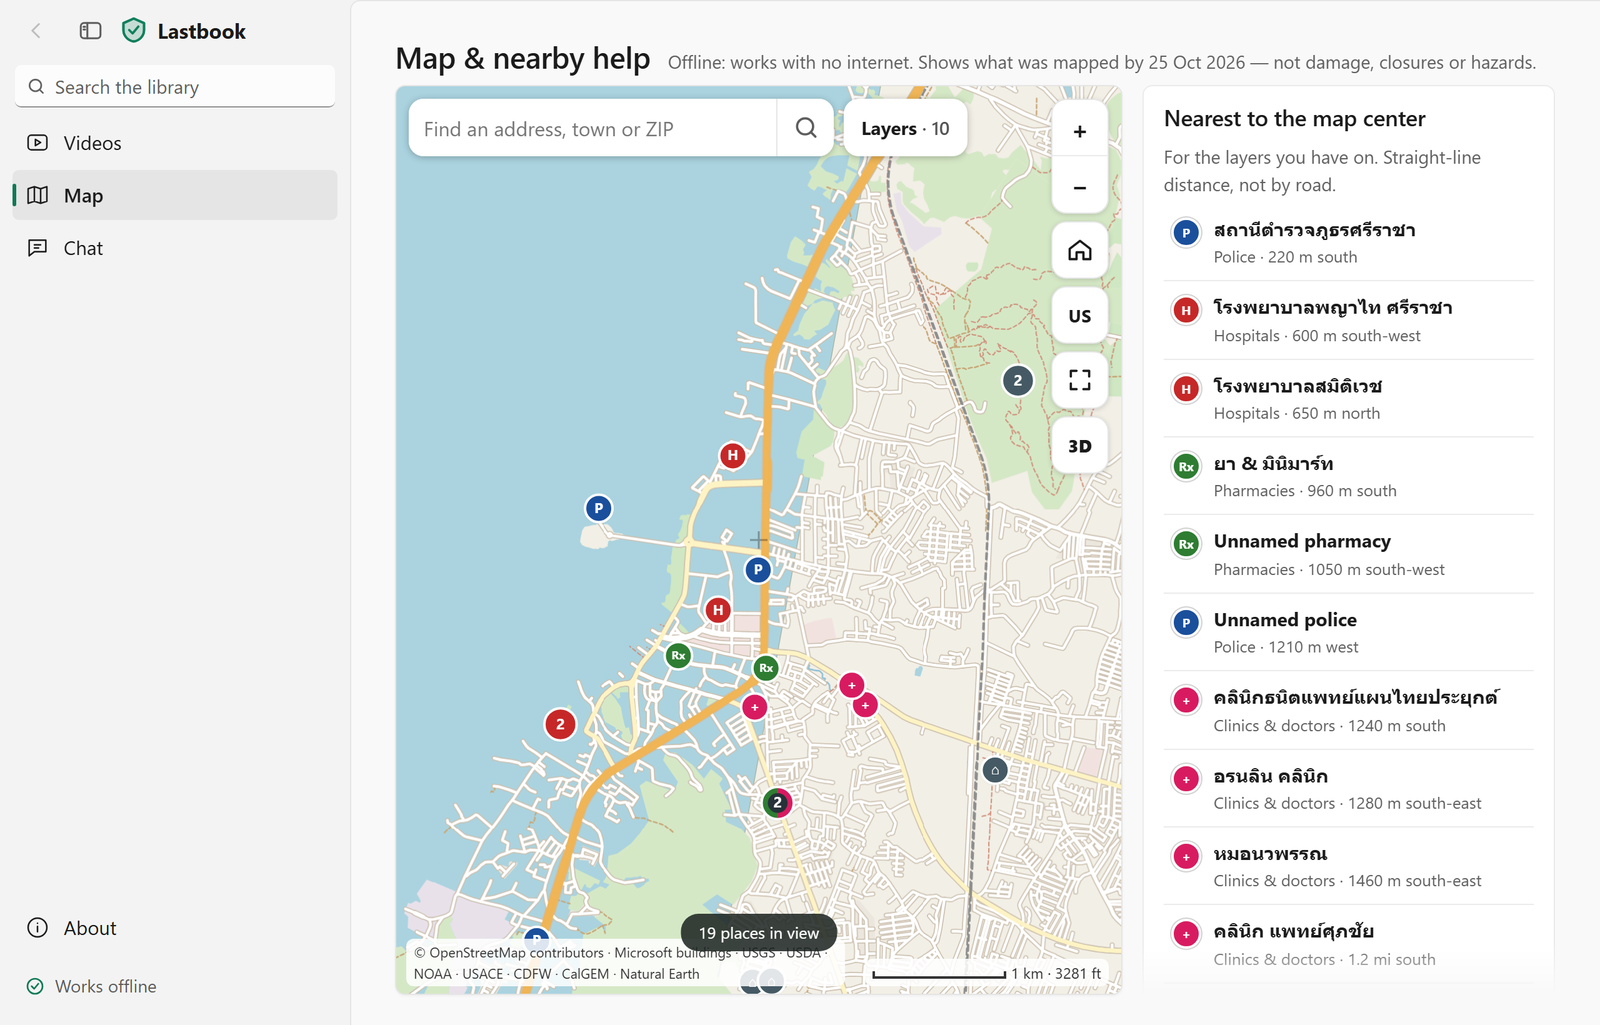 Lastbook
Search the library
Videos
Map
Chat
About
Works offline
Map & nearby help
Offline: works with no internet. Shows what was mapped by 25 Oct 2026 — not damage, closures or hazards.
Find an address, town or ZIP
Layers · 10
+
−
US
3D
2
H
P
P
H
Rx
Rx
+
+
+
2
2
P
19 places in view
© OpenStreetMap contributors · Microsoft buildings · USGS · USDA ·
NOAA · USACE · CDFW · CalGEM · Natural Earth
1 km · 3281 ft
Nearest to the map center
For the layers you have on. Straight-line
distance, not by road.
P
สถานีตำรวจภูธรศรีราชา
Police · 220 m south
H
โรงพยาบาลพญาไท ศรีราชา
Hospitals · 600 m south-west
H
โรงพยาบาลสมิติเวช
Hospitals · 650 m north
Rx
ยา & มินิมาร์ท
Pharmacies · 960 m south
Rx
Unnamed pharmacy
Pharmacies · 1050 m south-west
P
Unnamed police
Police · 1210 m west
+
คลินิกธนิตแพทย์แผนไทยประยุกต์
Clinics & doctors · 1240 m south
+
อรนลิน คลินิก
Clinics & doctors · 1280 m south-east
+
หมอนวพรรณ
Clinics & doctors · 1460 m south-east
+
คลินิก แพทย์ศุภชัย
Clinics & doctors · 1.2 mi south